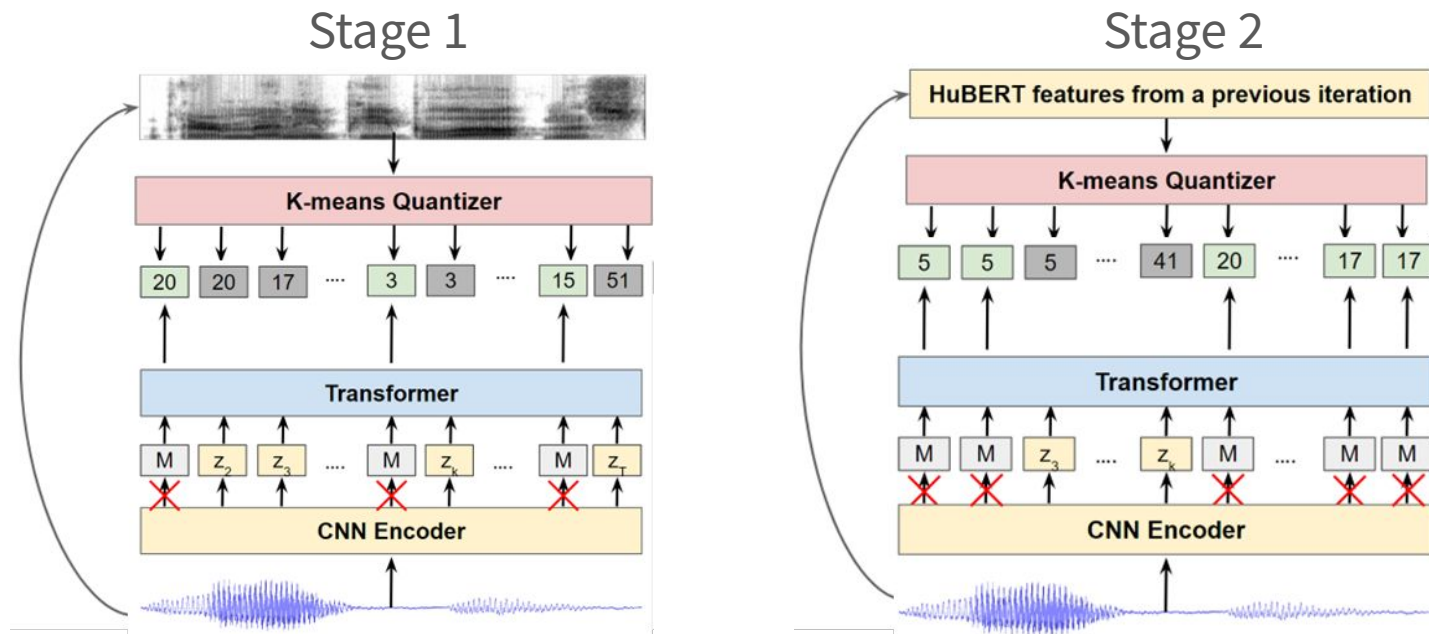 Stage 1
K-means Quantizer
20 20 17 .... 3 3 .... 15 51
Transformer
M z₂ z₃ .... M zₖ .... M z_T
CNN Encoder
Stage 2
HuBERT features from a previous iteration
K-means Quantizer
5 5 5 .... 41 20 .... 17 17
Transformer
M M z₃ .... zₖ M .... M M
CNN Encoder